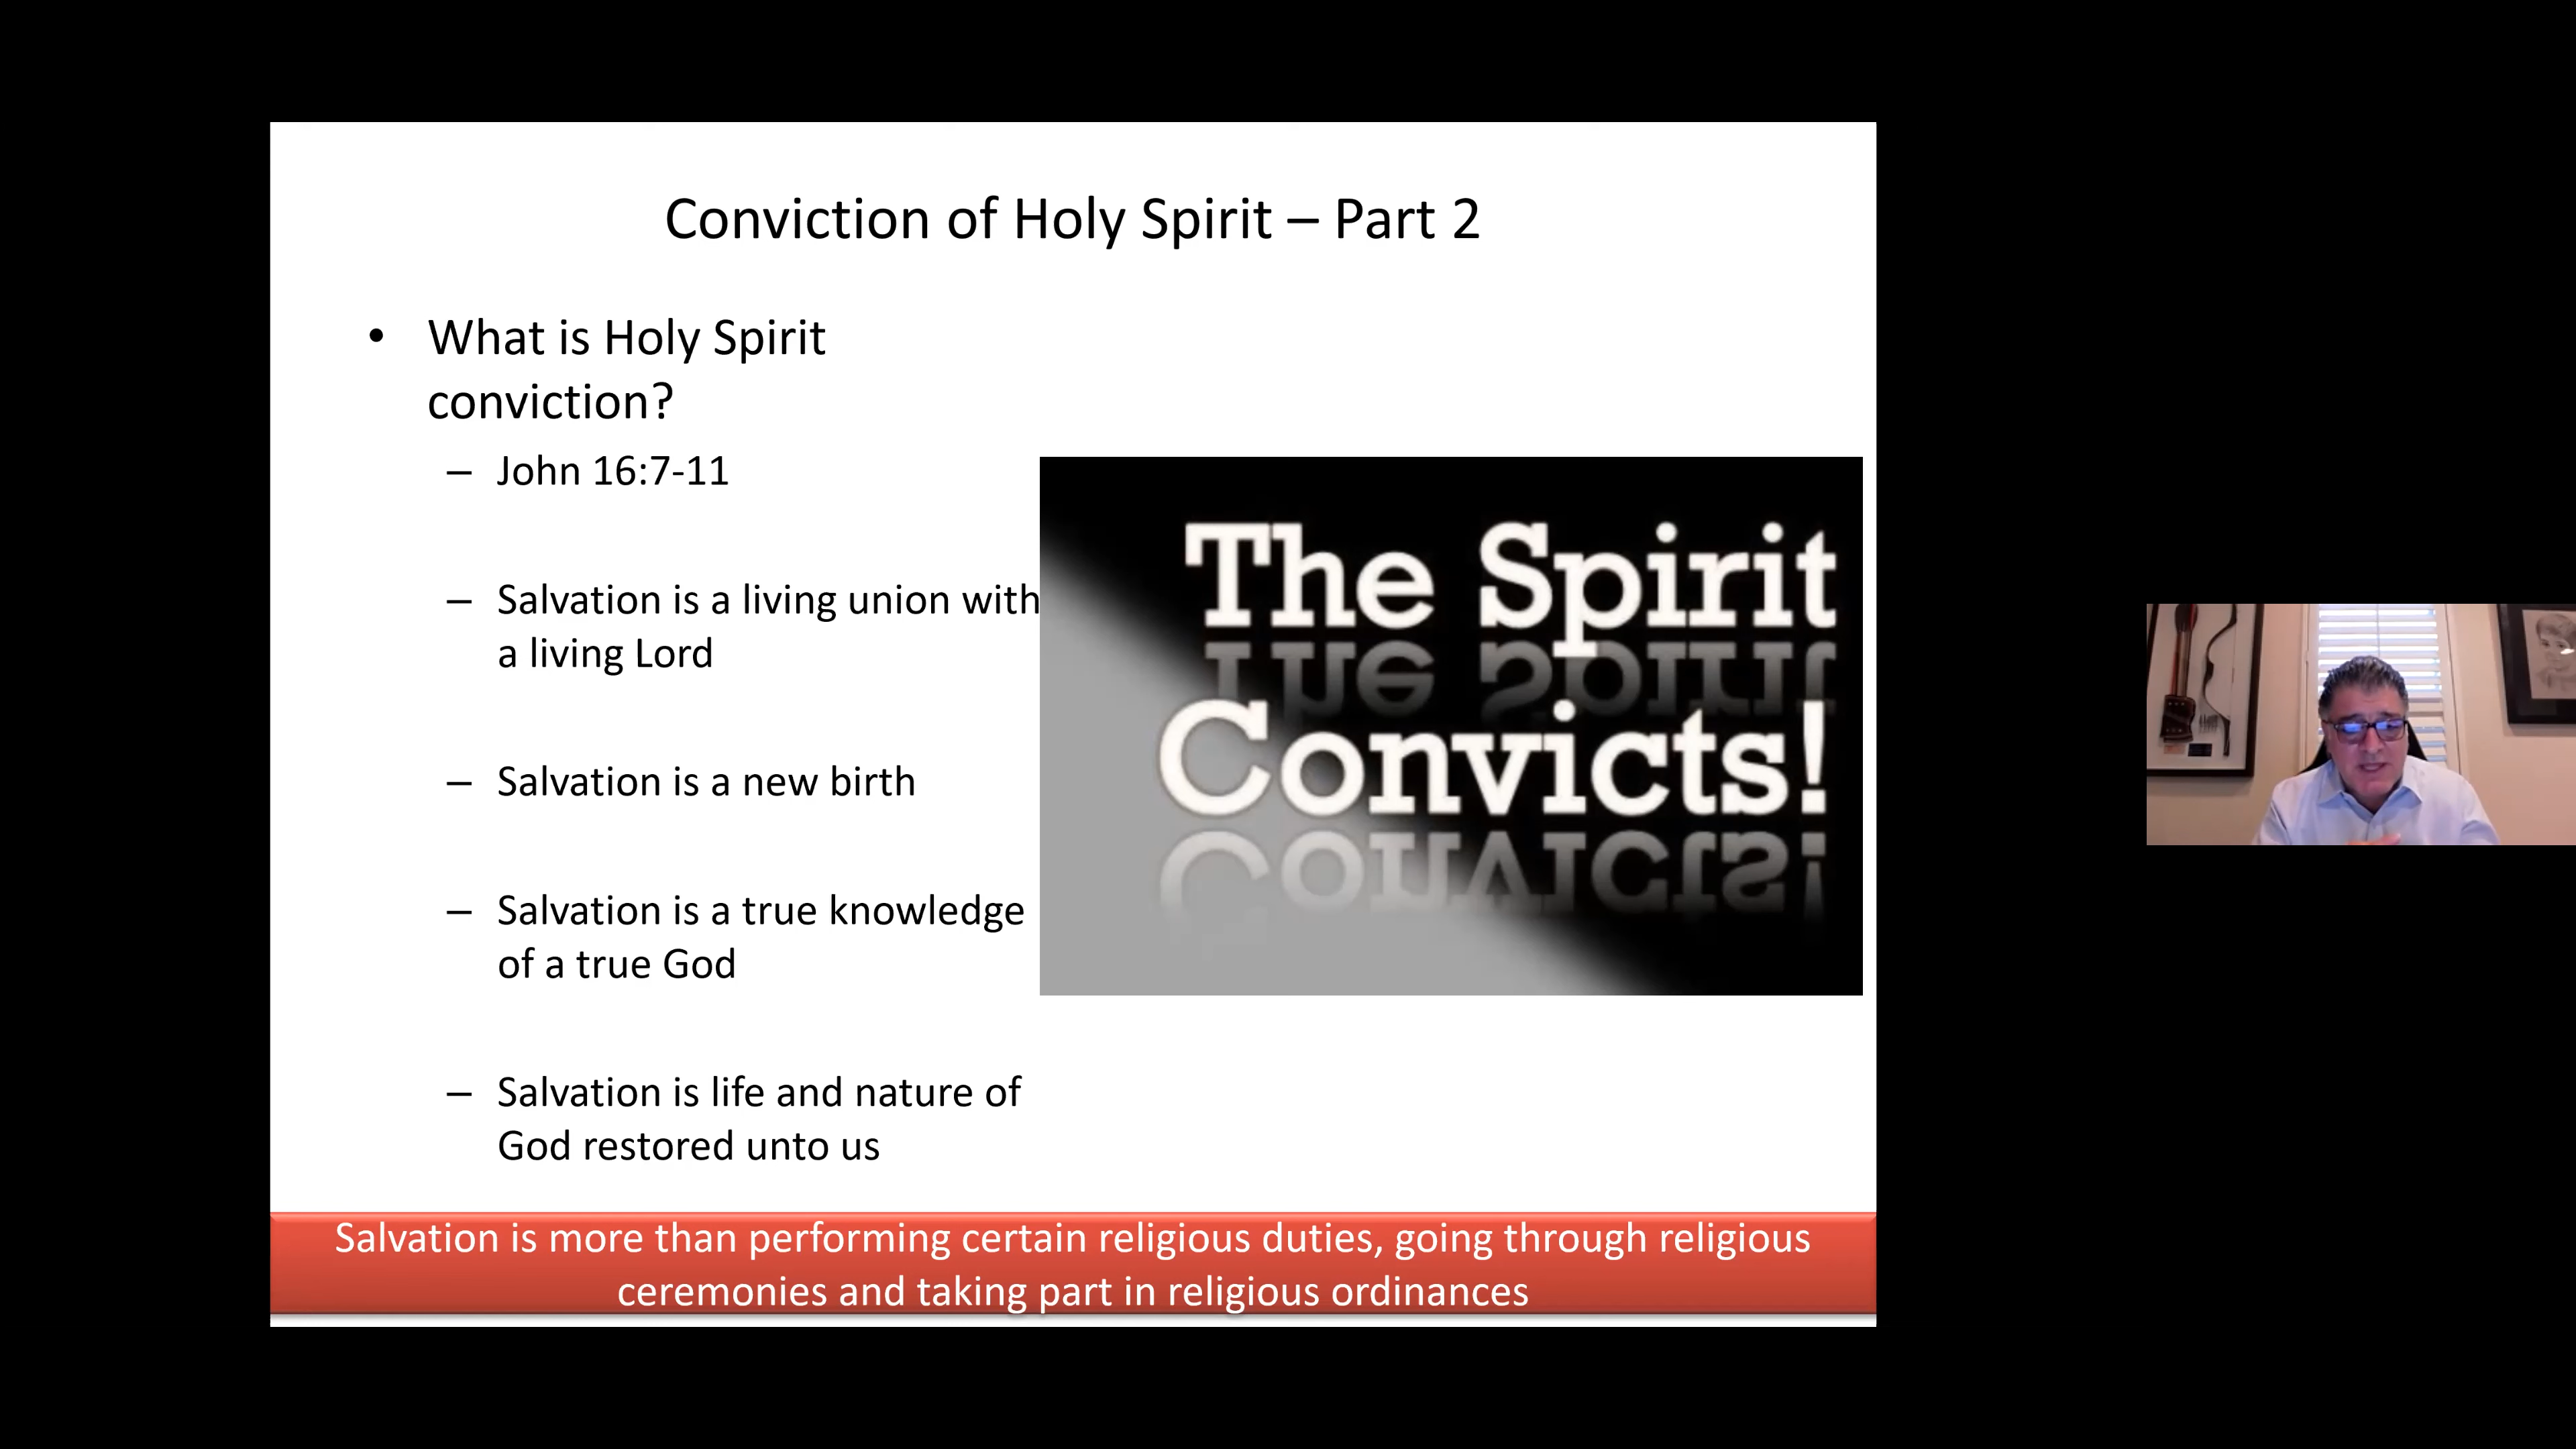 Conviction of Holy Spirit – Part 2
• What is Holy Spirit
conviction?
– John 16:7-11
– Salvation is a living union with
a living Lord
– Salvation is a new birth
– Salvation is a true knowledge
of a true God
– Salvation is life and nature of
God restored unto us
The Spirit
Convicts!
Salvation is more than performing certain religious duties, going through religious
ceremonies and taking part in religious ordinances